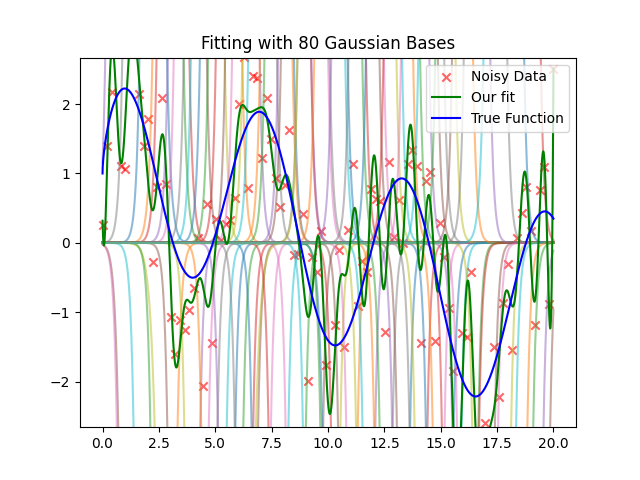 Fitting with 80 Gaussian Bases
Noisy Data
Our fit
True Function
2
1
0
−1
−2
0.0 2.5 5.0 7.5 10.0 12.5 15.0 17.5 20.0